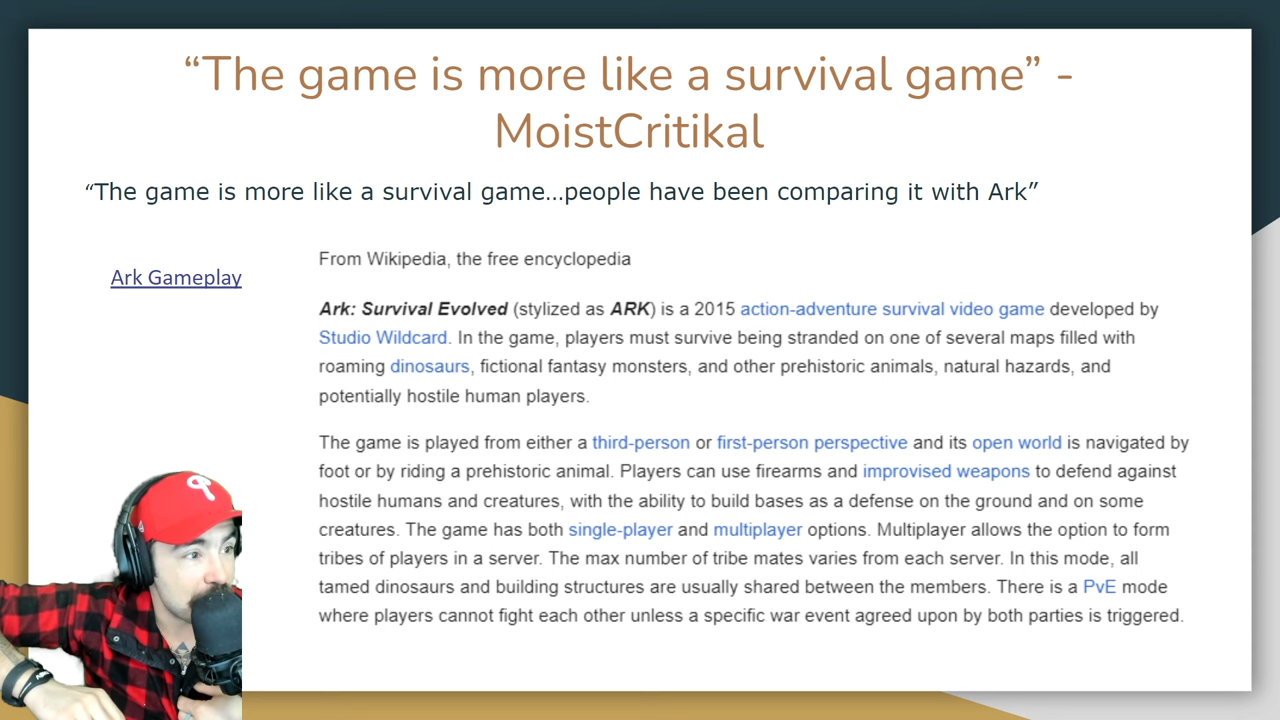 “The game is more like a survival game” -
MoistCritikal
“The game is more like a survival game…people have been comparing it with Ark”
Ark Gameplay
From Wikipedia, the free encyclopedia
Ark: Survival Evolved (stylized as ARK) is a 2015 action-adventure survival video game developed by
Studio Wildcard. In the game, players must survive being stranded on one of several maps filled with
roaming dinosaurs, fictional fantasy monsters, and other prehistoric animals, natural hazards, and
potentially hostile human players.
The game is played from either a third-person or first-person perspective and its open world is navigated by
foot or by riding a prehistoric animal. Players can use firearms and improvised weapons to defend against
hostile humans and creatures, with the ability to build bases as a defense on the ground and on some
creatures. The game has both single-player and multiplayer options. Multiplayer allows the option to form
tribes of players in a server. The max number of tribe mates varies from each server. In this mode, all
tamed dinosaurs and building structures are usually shared between the members. There is a PvE mode
where players cannot fight each other unless a specific war event agreed upon by both parties is triggered.
P